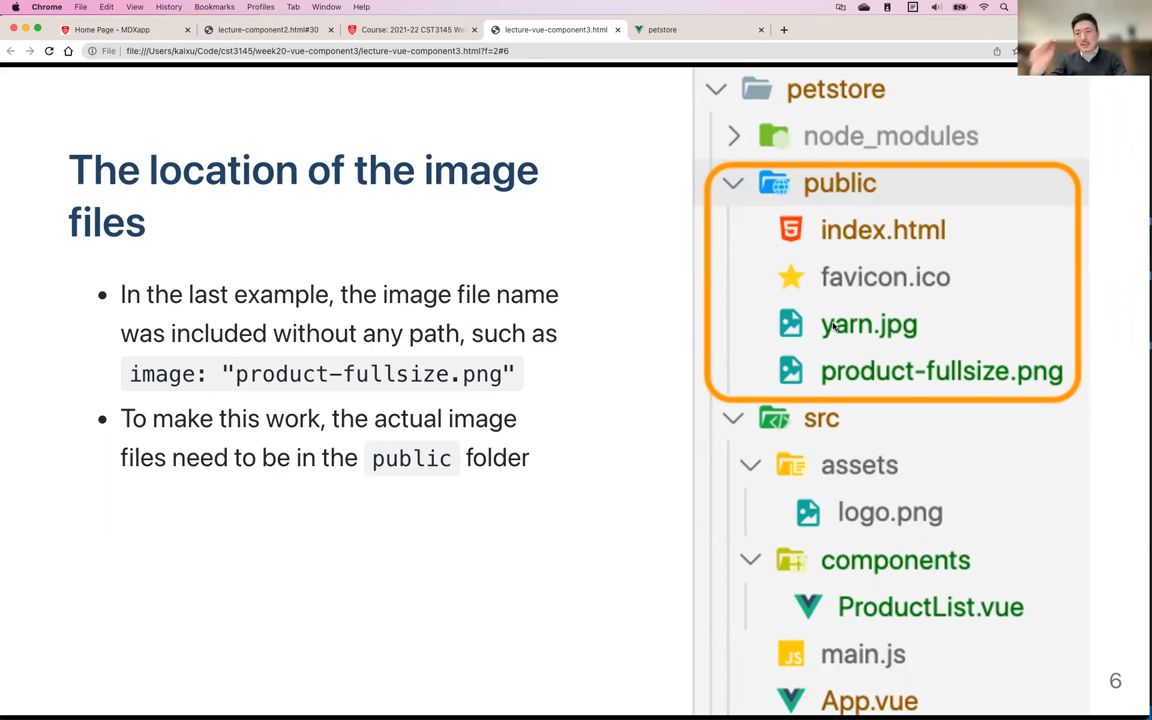 Chrome File Edit View History Bookmarks Profiles Tab Window Help
Home Page - MDXapp
lecture-component2.html#30
Course: 2021-22 CST3145 W
lecture-vue-component3.html
petstore
File file:///Users/kaixu/Code/cst3145/week20-vue-component3/lecture-vue-component3.html?f=2#6
The location of the image
files
In the last example, the image file name
was included without any path, such as
image: "product-fullsize.png"
To make this work, the actual image
files need to be in the public folder
petstore
node_modules
public
index.html
favicon.ico
yarn.jpg
product-fullsize.png
src
assets
logo.png
components
ProductList.vue
JS main.js
App.vue
6